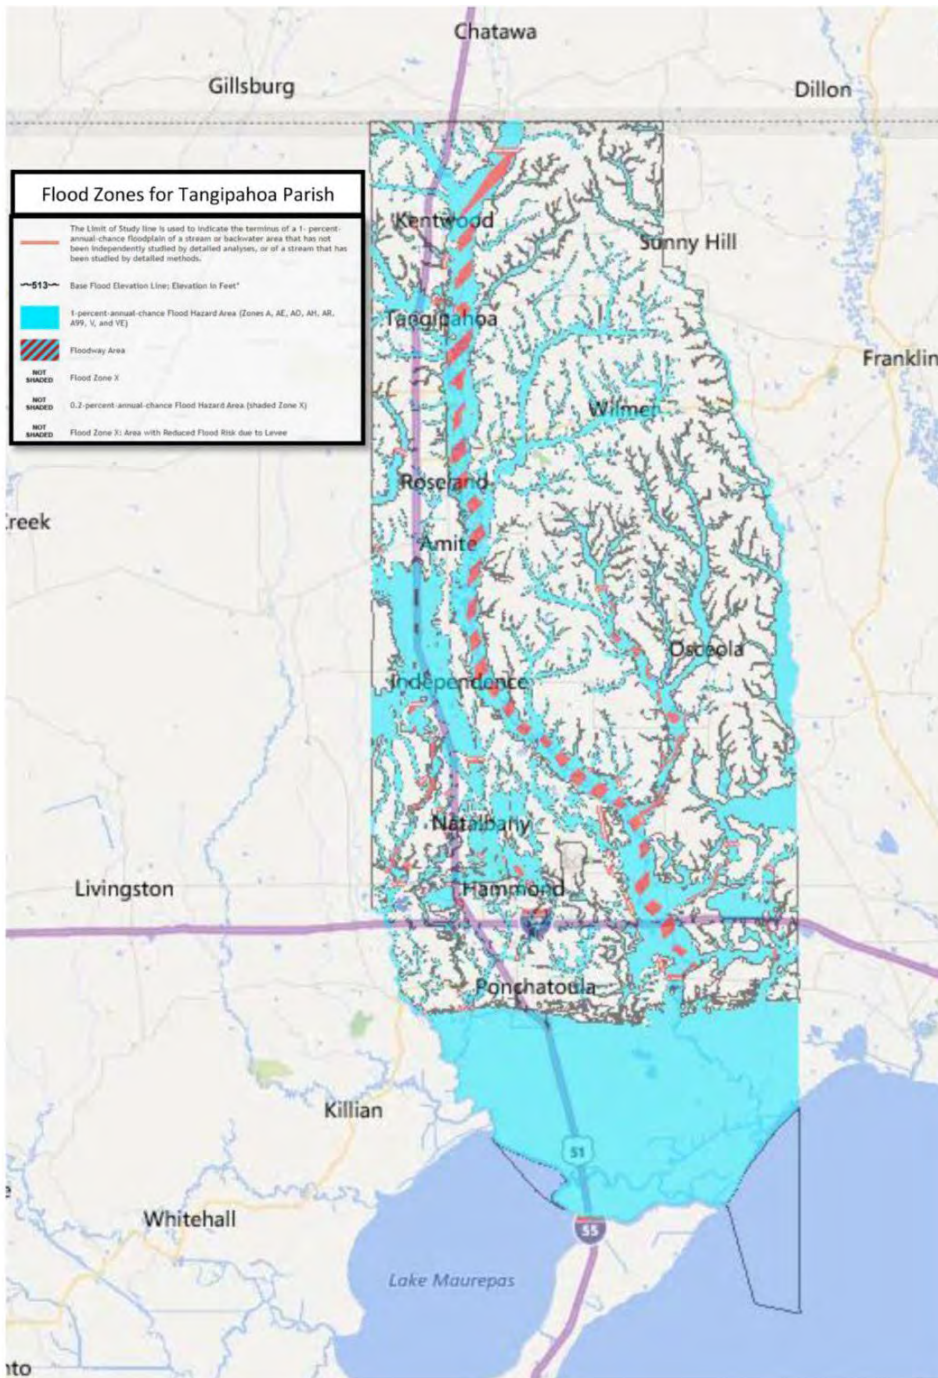 Chatawa
Gillsburg
Dillon
Flood Zones for Tangipahoa Parish
The Limit of Study line is used to indicate the terminus of a 1- percent-
annual-chance floodplain of a stream or backwater area that has not
been independently studied by detailed analyses, or of a stream that has
been studied by detailed methods.
513 Base Flood Elevation Line; Elevation in Feet*
1-percent-annual-chance Flood Hazard Area (Zones A, AE, AO, AH, AR,
A99, V, and VE)
Floodway Area
NOT
SHADED Flood Zone X
NOT
SHADED 0.2-percent-annual-chance Flood Hazard Area (shaded Zone X)
NOT
SHADED Flood Zone X: Area with Reduced Flood Risk due to Levee
Kentwood
Sunny Hill
Tangipahoa
Franklin
Wilmer
Roseland
Creek
Amite
Osceola
Independence
Natalbany
Livingston
Hammond
Ponchatoula
Killian
51
Whitehall
55
Lake Maurepas
nto